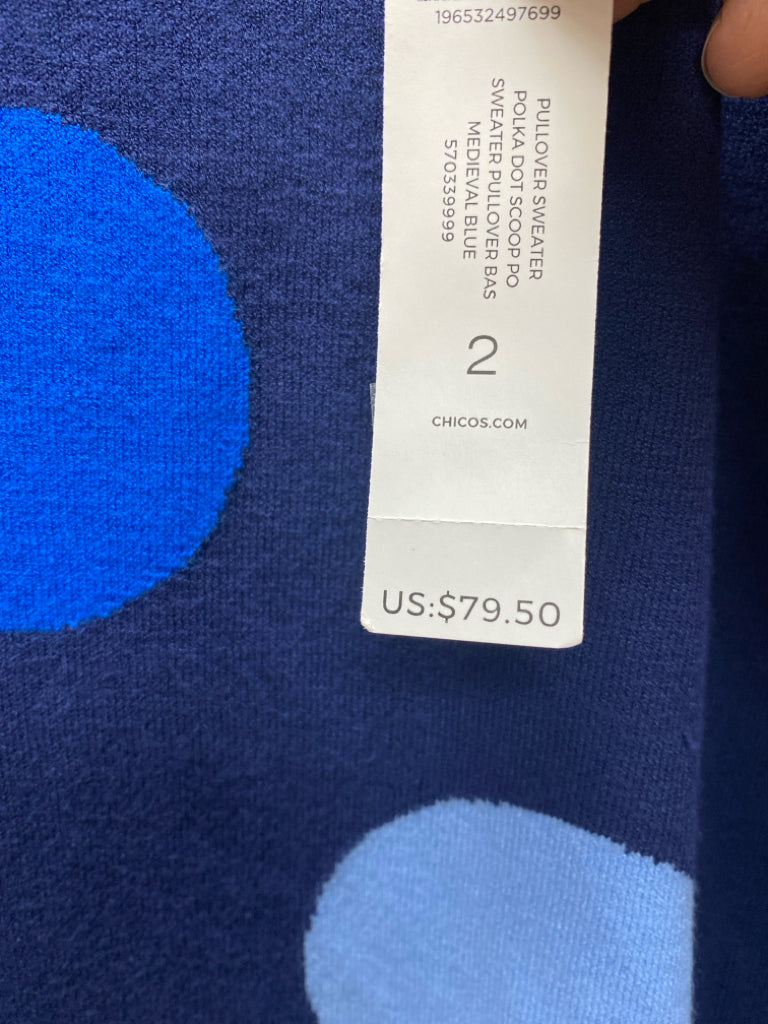 196532497699
PULLOVER SWEATER
POLKA DOT SCOOP PO
SWEATER PULLOVER BAS
MEDIEVAL BLUE
570339999
2
CHICOS.COM
US:$79.50